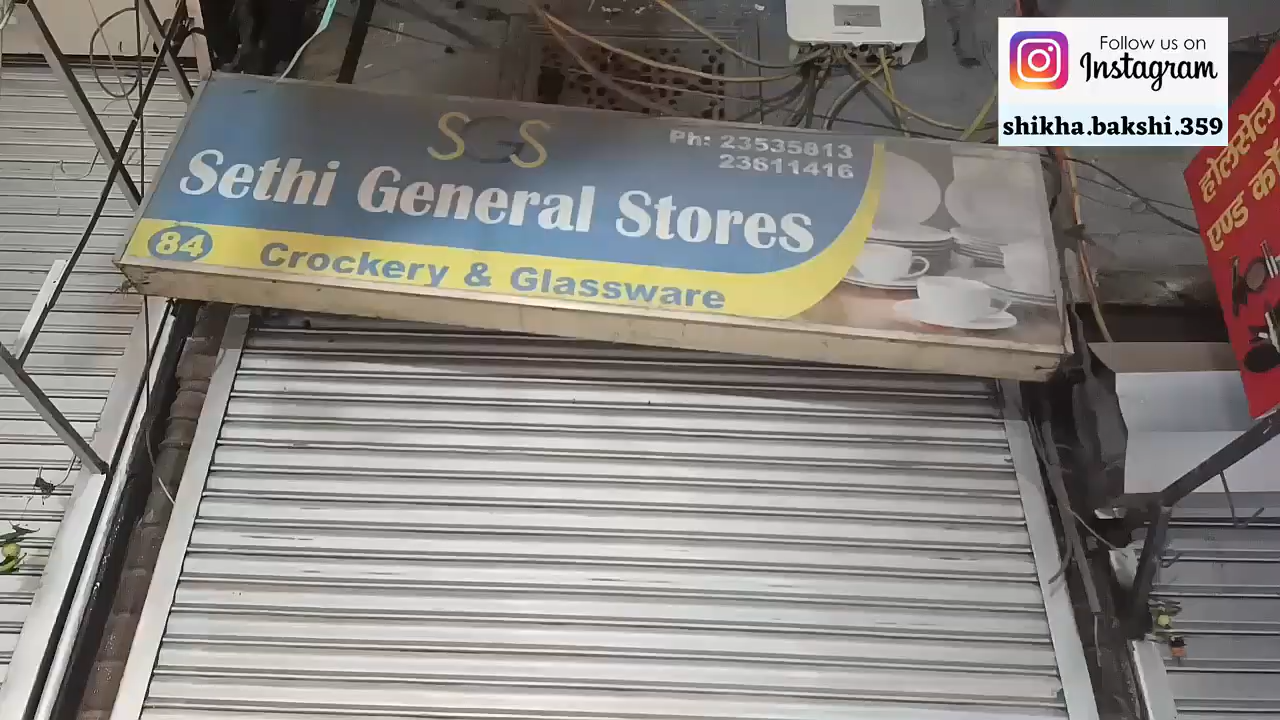 SGS
Ph: 23535813
23611416
Sethi General Stores
84 Crockery & Glassware
Follow us on
Instagram
shikha.bakshi.359
होलसेल
एण्ड